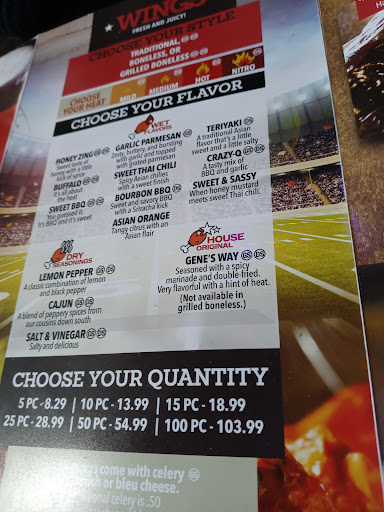 WINGS
FRESH AND JUICY!
CHOOSE YOUR STYLE
TRADITIONAL,
BONELESS, OR
GRILLED BONELESS
CHOOSE YOUR HEAT
MILD
MEDIUM
HOT
NITRO
CHOOSE YOUR FLAVOR
WET FLAVORS
HONEY ZING
Sweet taste of
honey with a little
kick of spice
BUFFALO
It's all about
the heat
SWEET BBQ
You guessed it.
It's BBQ and it's sweet
GARLIC PARMESAN
Zesty, buttery, and bursting
with garlic and topped
with grated parmesan
SWEET THAI CHILI
Spicy Asian chilies
with a sweet finish
BOURBON BBQ
Sweet and savory BBQ
with a Sriracha kick
ASIAN ORANGE
Tangy citrus with an
Asian flair
TERIYAKI
A traditional Asian
flavor that's a little
sweet and a little salty
CRAZY-Q
A tasty mix of
BBQ and garlic
SWEET & SASSY
When honey mustard
meets sweet Thai chili.
DRY SEASONINGS
LEMON PEPPER GS DS
A classic combination of lemon
and black pepper
CAJUN GS DS
A blend of peppery spices from
our cousins down south
SALT & VINEGAR GS DS
Salty and delicious
HOUSE ORIGINAL
GENE'S WAY GS DS
Seasoned with a spicy
marinade and double fried.
Very flavorful with a hint of heat.
(Not available in
grilled boneless.)
CHOOSE YOUR QUANTITY
5 PC - 8.29 | 10 PC - 13.99 | 15 PC - 18.99
25 PC - 28.99 | 50 PC - 54.99 | 100 PC - 103.99
come with celery
or bleu cheese.
celery is .50